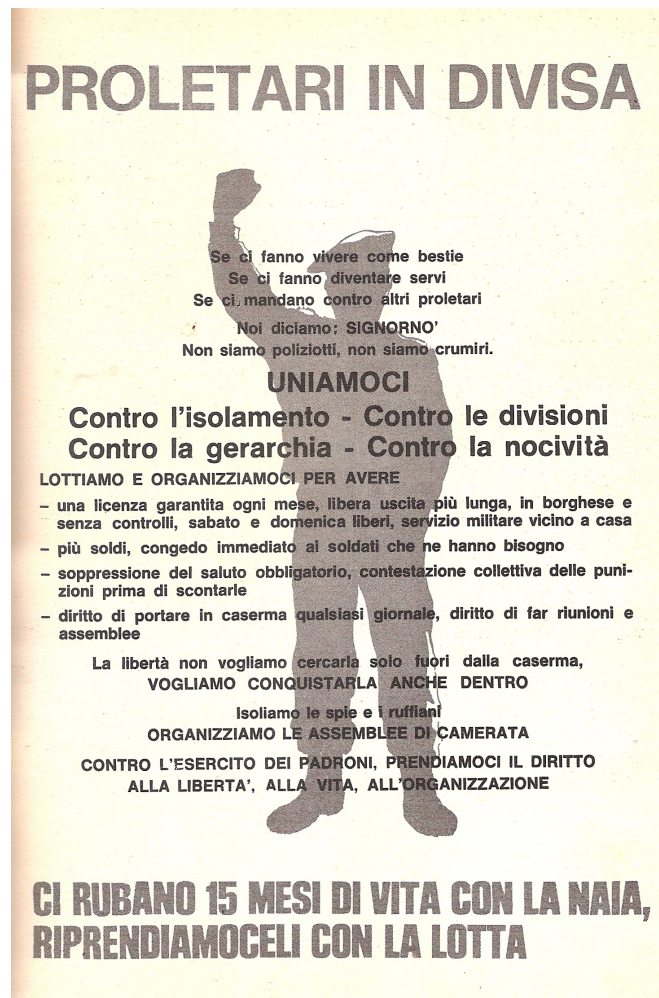 PROLETARI IN DIVISA
Se ci fanno vivere come bestie
Se ci fanno diventare servi
Se ci mandano contro altri proletari
Noi diciamo: SIGNORNO'
Non siamo poliziotti, non siamo crumiri.
UNIAMOCI
Contro l'isolamento - Contro le divisioni
Contro la gerarchia - Contro la nocività
LOTTIAMO E ORGANIZZIAMOCI PER AVERE
– una licenza garantita ogni mese, libera uscita più lunga, in borghese e
senza controlli, sabato e domenica liberi, servizio militare vicino a casa
– più soldi, congedo immediato ai soldati che ne hanno bisogno
– soppressione del saluto obbligatorio, contestazione collettiva delle puni-
zioni prima di scontarle
– diritto di portare in caserma qualsiasi giornale, diritto di far riunioni e
assemblee
La libertà non vogliamo cercarla solo fuori dalla caserma,
VOGLIAMO CONQUISTARLA ANCHE DENTRO
Isoliamo le spie e i ruffiani
ORGANIZZIAMO LE ASSEMBLEE DI CAMERATA
CONTRO L'ESERCITO DEI PADRONI, PRENDIAMOCI IL DIRITTO
ALLA LIBERTA', ALLA VITA, ALL'ORGANIZZAZIONE
CI RUBANO 15 MESI DI VITA CON LA NAIA,
RIPRENDIAMOCELI CON LA LOTTA